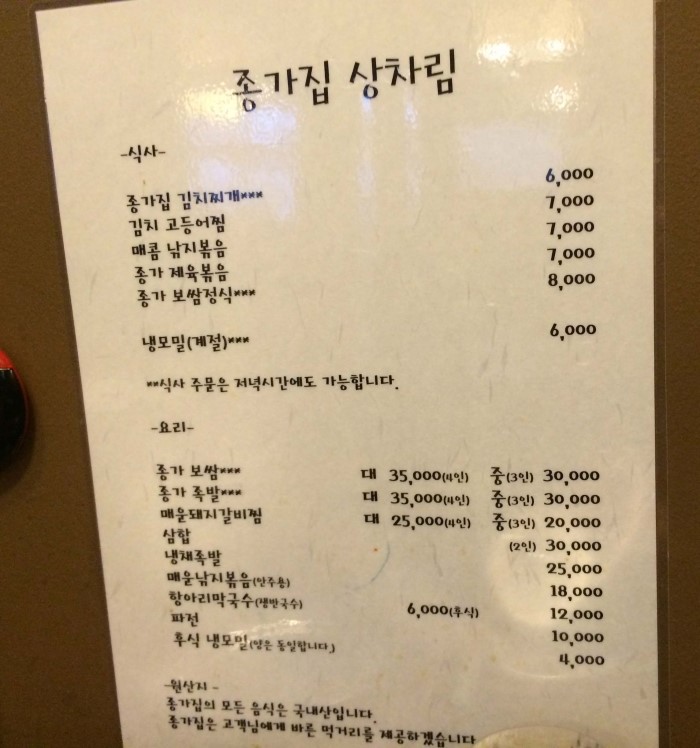 종가집 상차림
-식사-
종가집 김치찌개*** 6,000
김치 고등어찜 7,000
매콤 낚지볶음 7,000
종가 제육볶음 7,000
종가 보쌈정식*** 8,000
냉모밀(계절)*** 6,000
**식사 주문은 저녁시간에도 가능합니다.
-요리-
종가 보쌈*** 대 35,000(4인) 중(3인) 30,000
종가 족발*** 대 35,000(4인) 중(3인) 30,000
매운돼지갈비찜 대 25,000(4인) 중(3인) 20,000
삼합 (2인) 30,000
냉채족발 25,000
매운낚지볶음(안주용) 18,000
항아리막국수(쟁반국수) 6,000(후식) 12,000
파전 10,000
후식 냉모밀(양은 동일합니다.) 4,000
-원산지-
종가집의 모든 음식은 국내산입니다.
종가집은 고객님에게 바른 먹거리를 제공하겠습니다